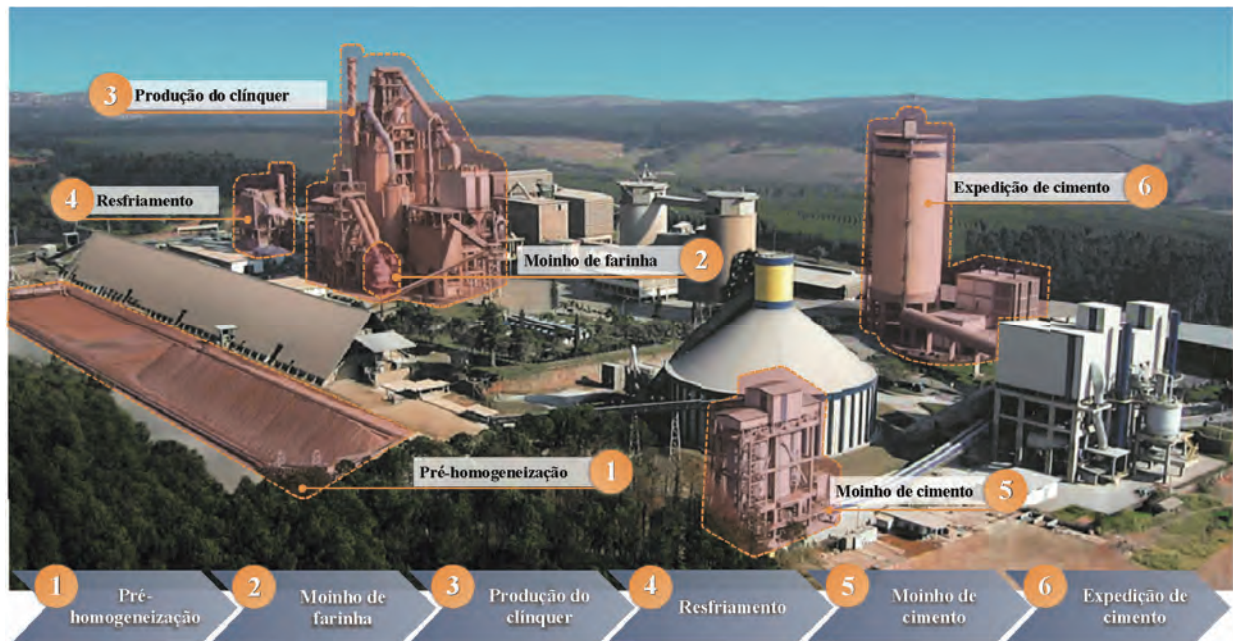 3 Produção do clínquer
4 Resfriamento
Expedição de cimento 6
Moinho de farinha 2
Pré-homogeneização 1
Moinho de cimento 5
1 Pré-
homogeneização
2 Moinho de
farinha
3 Produção do
clínquer
4 Resfriamento
5 Moinho de
cimento
6 Expedição de
cimento